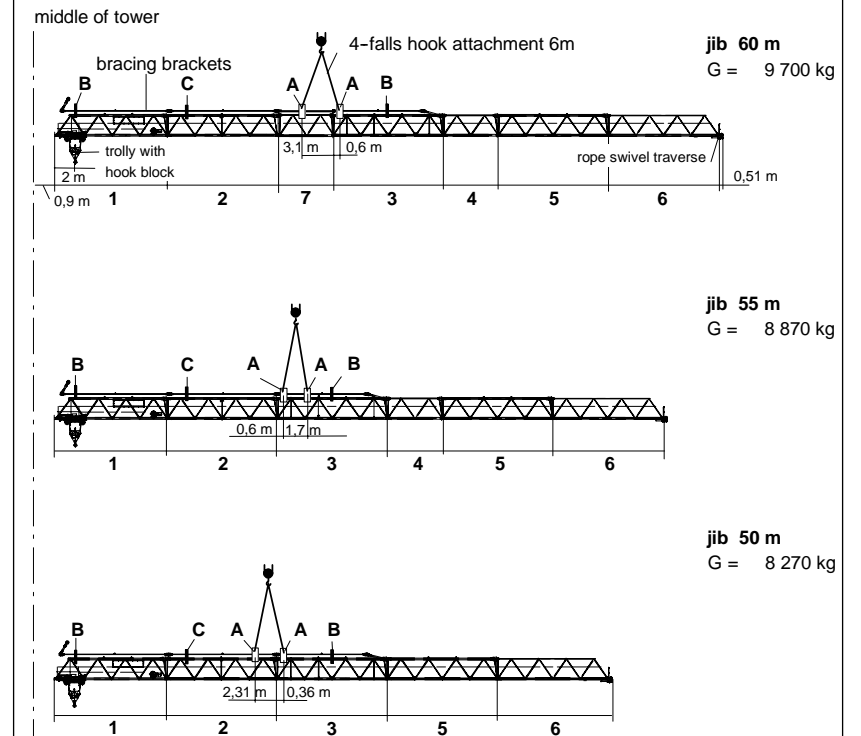 middle of tower
4-falls hook attachment 6m
jib 60 m
G = 9 700 kg
bracing brackets
B C A A B
3,1 m 0,6 m
trolly with
hook block
rope swivel traverse
2 m
0,51 m
0,9 m
1 2 7 3 4 5 6
jib 55 m
G = 8 870 kg
B C A A B
0,6 m 1,7 m
1 2 3 4 5 6
jib 50 m
G = 8 270 kg
B C A A B
2,31 m 0,36 m
1 2 3 5 6